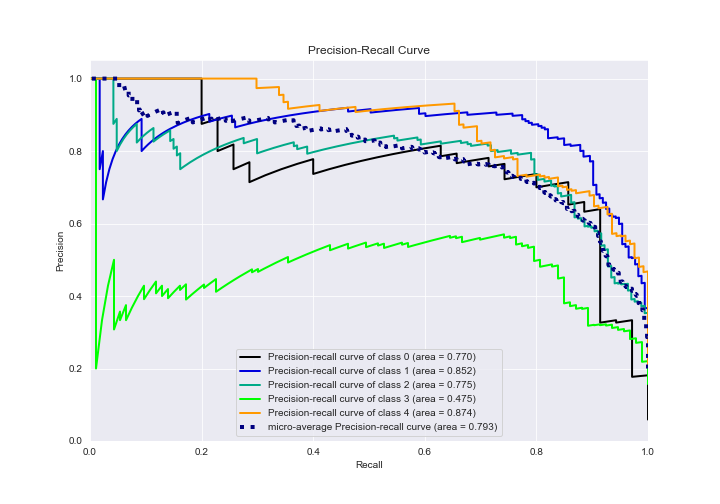 Precision-Recall Curve
1.0
0.8
0.6
0.4
0.2
0.0
Precision
Precision-recall curve of class 0 (area = 0.770)
Precision-recall curve of class 1 (area = 0.852)
Precision-recall curve of class 2 (area = 0.775)
Precision-recall curve of class 3 (area = 0.475)
Precision-recall curve of class 4 (area = 0.874)
micro-average Precision-recall curve (area = 0.793)
0.0 0.2 0.4 0.6 0.8 1.0
Recall